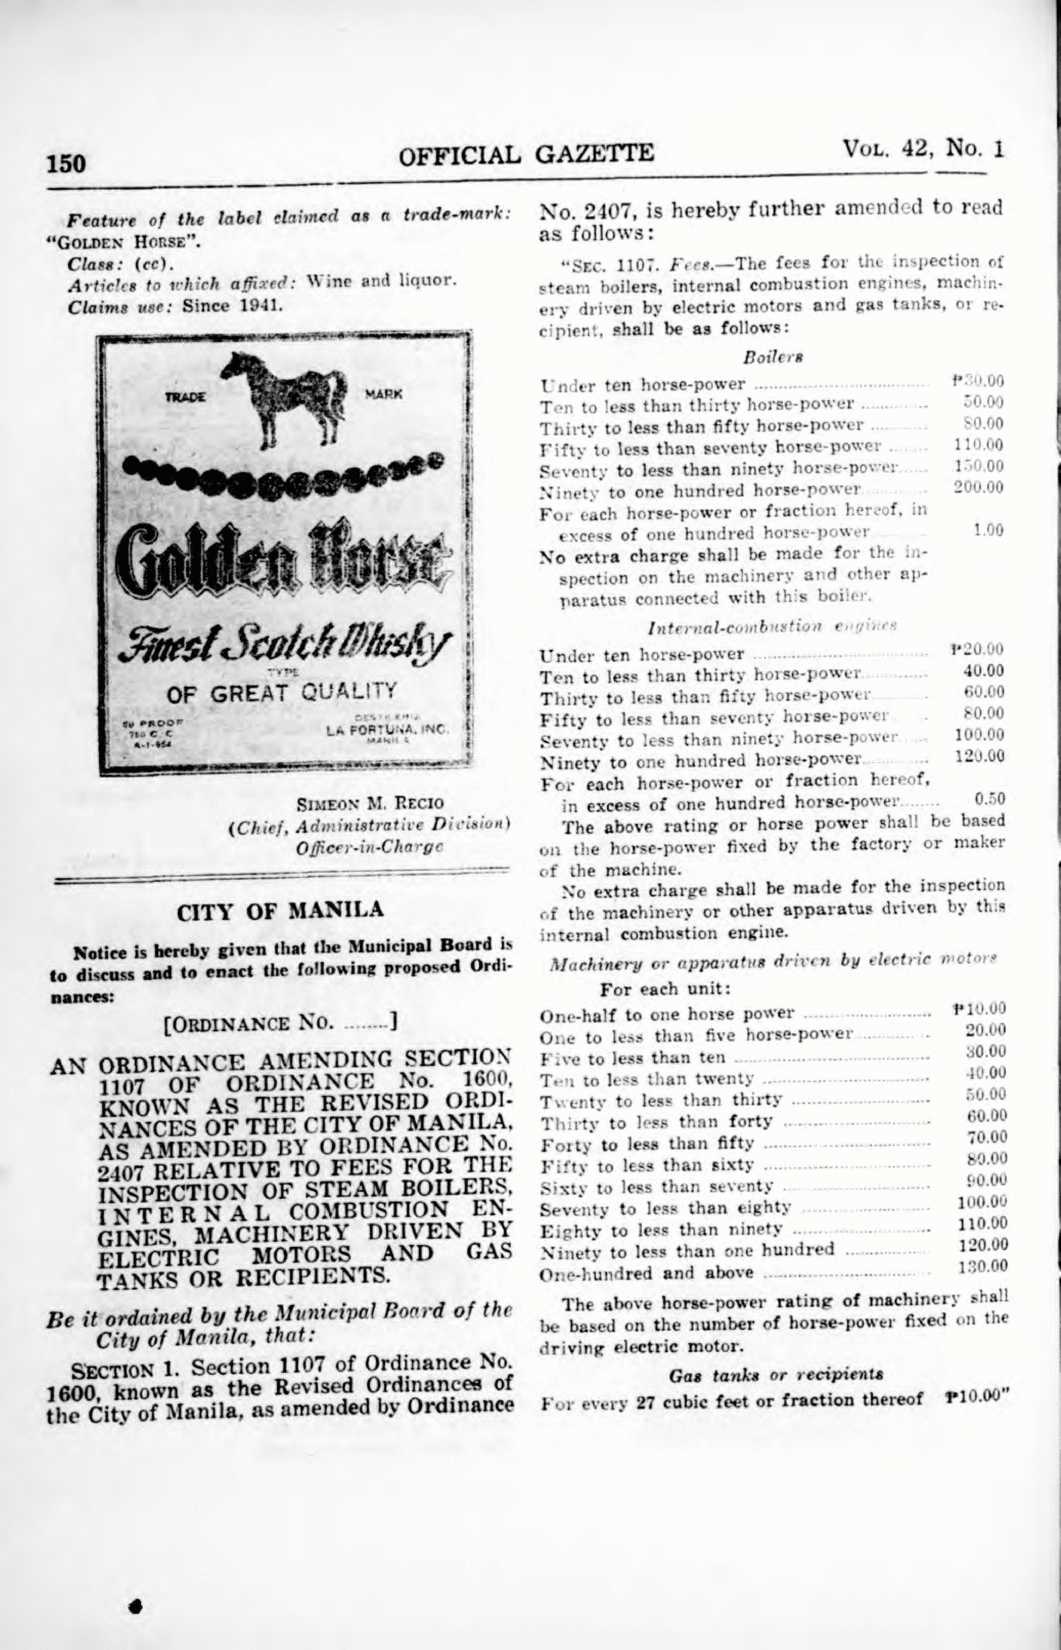 150
OFFICIAL GAZETTE
VOL. 42, No. 1
Feature of the label claimed as a trade-mark:
“GOLDEN HORSE”.
Class: (cc).
Articles to which affixed: Wine and liquor.
Claims use: Since 1941.
TRADE MARK
Golden Horse
Finest Scotch Whisky
TYPE
OF GREAT QUALITY
PROOF
750 C. C.
LA FORTUNA, INC.
MANILA
SIMEON M. RECIO
(Chief, Administrative Division)
Officer-in-Charge
CITY OF MANILA
Notice is hereby given that the Municipal Board is
to discuss and to enact the following proposed Ordi-
nances:
[ORDINANCE NO. ........]
AN ORDINANCE AMENDING SECTION
1107 OF ORDINANCE No. 1600,
KNOWN AS THE REVISED ORDI-
NANCES OF THE CITY OF MANILA,
AS AMENDED BY ORDINANCE No.
2407 RELATIVE TO FEES FOR THE
INSPECTION OF STEAM BOILERS,
INTERNAL COMBUSTION EN-
GINES, MACHINERY DRIVEN BY
ELECTRIC MOTORS AND GAS
TANKS OR RECIPIENTS.
Be it ordained by the Municipal Board of the
City of Manila, that:
SECTION 1. Section 1107 of Ordinance No.
1600, known as the Revised Ordinances of
the City of Manila, as amended by Ordinance
No. 2407, is hereby further amended to read
as follows:
“SEC. 1107. Fees.—The fees for the inspection of
steam boilers, internal combustion engines, machin-
ery driven by electric motors and gas tanks, or re-
cipient, shall be as follows:
Boilers
Under ten horse-power ........ ₱30.00
Ten to less than thirty horse-power ........ 50.00
Thirty to less than fifty horse-power ........ 80.00
Fifty to less than seventy horse-power ........ 110.00
Seventy to less than ninety horse-power ........ 150.00
Ninety to one hundred horse-power ........ 200.00
For each horse-power or fraction hereof, in
excess of one hundred horse-power 1.00
No extra charge shall be made for the in-
spection on the machinery and other ap-
paratus connected with this boiler.
Internal-combustion engines
Under ten horse-power ........ ₱20.00
Ten to less than thirty horse-power ........ 40.00
Thirty to less than fifty horse-power 60.00
Fifty to less than seventy horse-power 80.00
Seventy to less than ninety horse-power ........ 100.00
Ninety to one hundred horse-power ........ 120.00
For each horse-power or fraction hereof,
in excess of one hundred horse-power ........ 0.50
The above rating or horse power shall be based
on the horse-power fixed by the factory or maker
of the machine.
No extra charge shall be made for the inspection
of the machinery or other apparatus driven by this
internal combustion engine.
Machinery or apparatus driven by electric motors
For each unit:
One-half to one horse power ........ ₱10.00
One to less than five horse-power ........ 20.00
Five to less than ten ........ 30.00
Ten to less than twenty ........ 40.00
Twenty to less than thirty ........ 50.00
Thirty to less than forty ........ 60.00
Forty to less than fifty ........ 70.00
Fifty to less than sixty ........ 80.00
Sixty to less than seventy ........ 90.00
Seventy to less than eighty ........ 100.00
Eighty to less than ninety ........ 110.00
Ninety to less than one hundred ........ 120.00
One-hundred and above ........ 130.00
The above horse-power rating of machinery shall
be based on the number of horse-power fixed on the
driving electric motor.
Gas tanks or recipients
For every 27 cubic feet or fraction thereof ₱10.00”